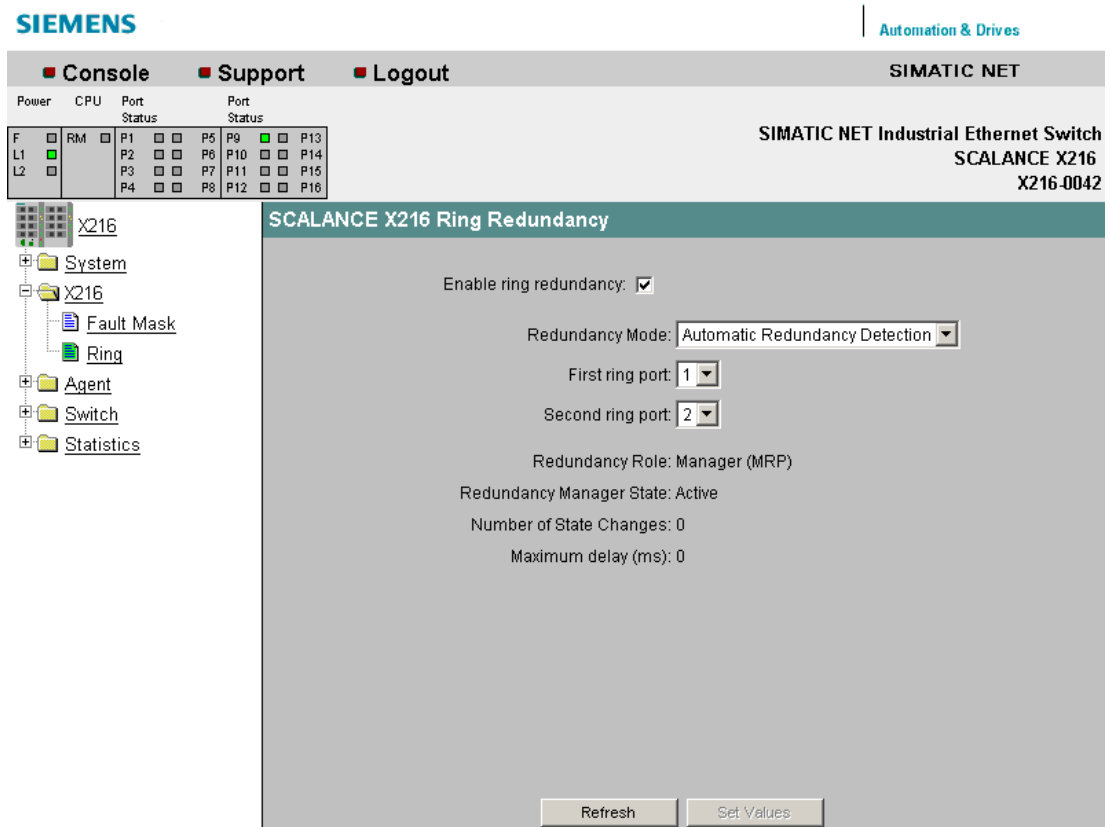 SIEMENS
Automation & Drives
Console Support Logout SIMATIC NET
Power CPU Port Status Port Status
F RM P1 P5 P9 P13
L1 P2 P6 P10 P14
L2 P3 P7 P11 P15
P4 P8 P12 P16
SIMATIC NET Industrial Ethernet Switch
SCALANCE X216
X216-0042
X216
System
X216
Fault Mask
Ring
Agent
Switch
Statistics
SCALANCE X216 Ring Redundancy
Enable ring redundancy:
Redundancy Mode: Automatic Redundancy Detection
First ring port: 1
Second ring port: 2
Redundancy Role: Manager (MRP)
Redundancy Manager State: Active
Number of State Changes: 0
Maximum delay (ms): 0
Refresh Set Values